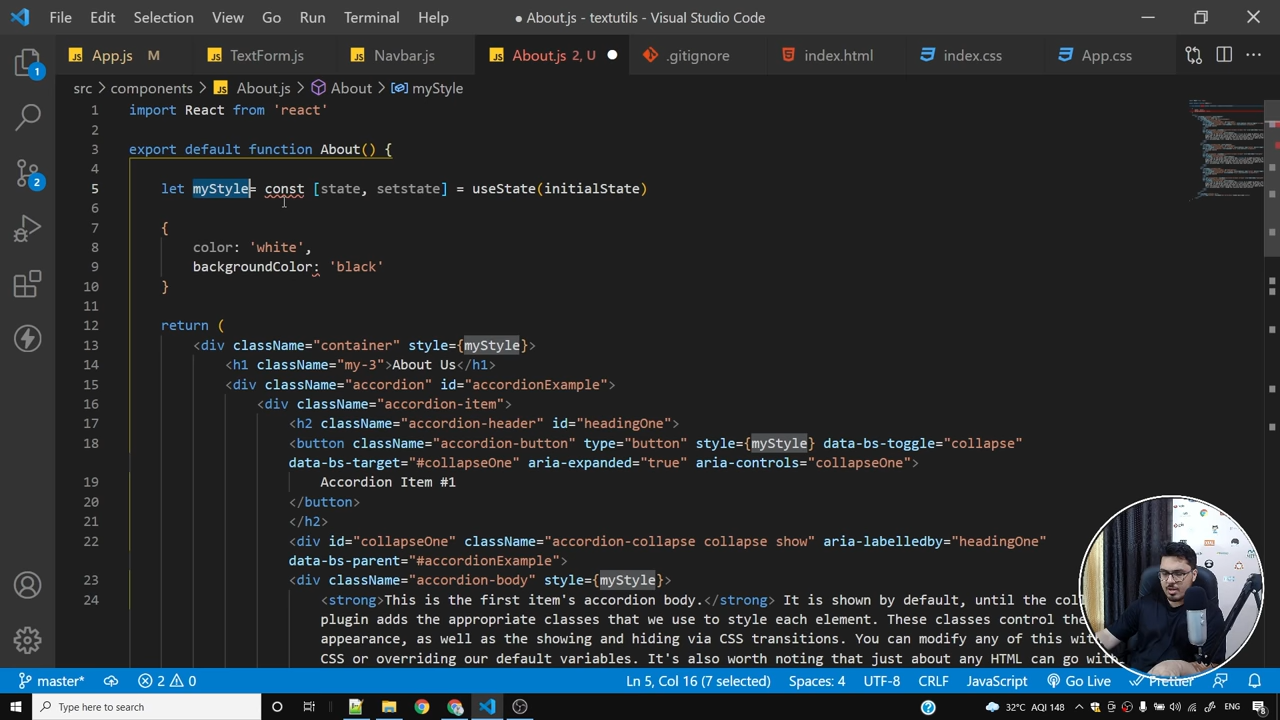 File Edit Selection View Go Run Terminal Help ● About.js - textutils - Visual Studio Code
App.js M TextForm.js Navbar.js About.js 2, U .gitignore index.html index.css App.css
src > components > About.js > About > myStyle
1 import React from 'react'
2
3 export default function About() {
4
5 let myStyle= const [state, setstate] = useState(initialState)
6
7 {
8 color: 'white',
9 backgroundColor: 'black'
10 }
11
12 return (
13 <div className="container" style={myStyle}>
14 <h1 className="my-3">About Us</h1>
15 <div className="accordion" id="accordionExample">
16 <div className="accordion-item">
17 <h2 className="accordion-header" id="headingOne">
18 <button className="accordion-button" type="button" style={myStyle} data-bs-toggle="collapse"
data-bs-target="#collapseOne" aria-expanded="true" aria-controls="collapseOne">
19 Accordion Item #1
20 </button>
21 </h2>
22 <div id="collapseOne" className="accordion-collapse collapse show" aria-labelledby="headingOne"
data-bs-parent="#accordionExample">
23 <div className="accordion-body" style={myStyle}>
24 <strong>This is the first item's accordion body.</strong> It is shown by default, until the
plugin adds the appropriate classes that we use to style each element. These classes control
appearance, as well as the showing and hiding via CSS transitions. You can modify any of this
CSS or overriding our default variables. It's also worth noting that just about any HTML can go
1
2
master* 2 0 Ln 5, Col 16 (7 selected) Spaces: 4 UTF-8 CRLF JavaScript Go Live Prettier
Type here to search 32°C AQI 148 ENG 8